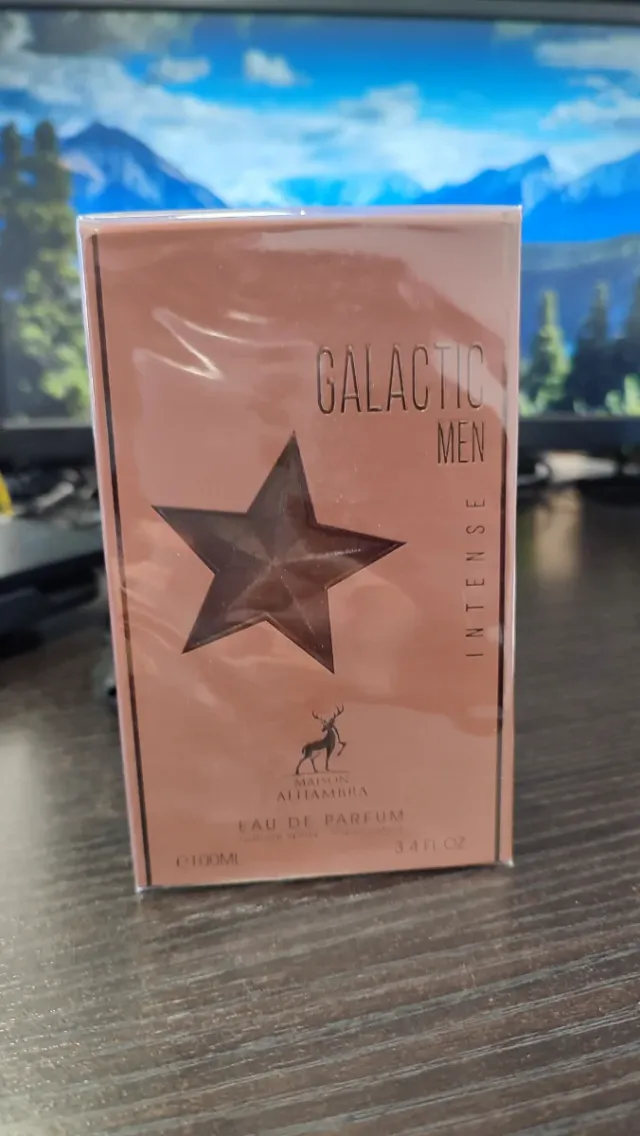 GALACTIC
MEN
INTENSE
MAISON
ALHAMBRA
EAU DE PARFUM
℮100ML
3.4 FL OZ